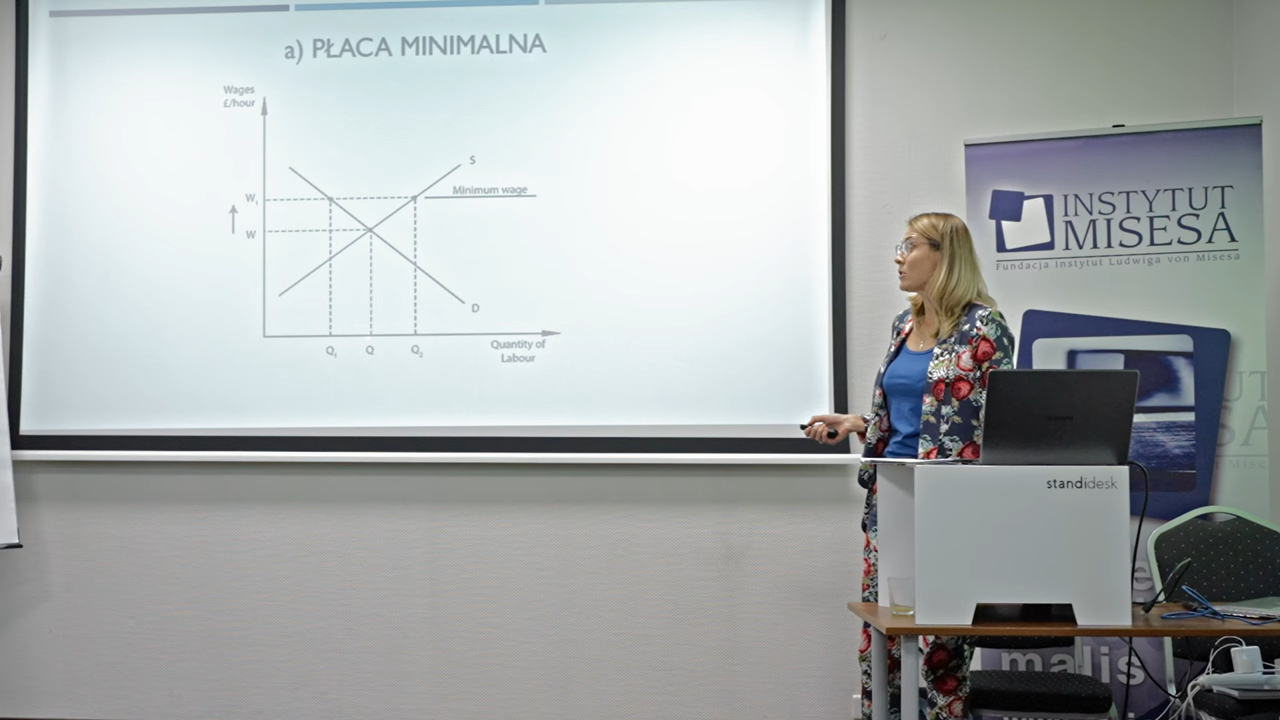 a) PŁACA MINIMALNA
Wages
£/hour
S
Minimum wage
W₁
W
D
Q₁
Q
Q₂
Quantity of
Labour
INSTYTUT
MISESA
Fundacja Instytut Ludwiga von Misesa
standidesk
malis